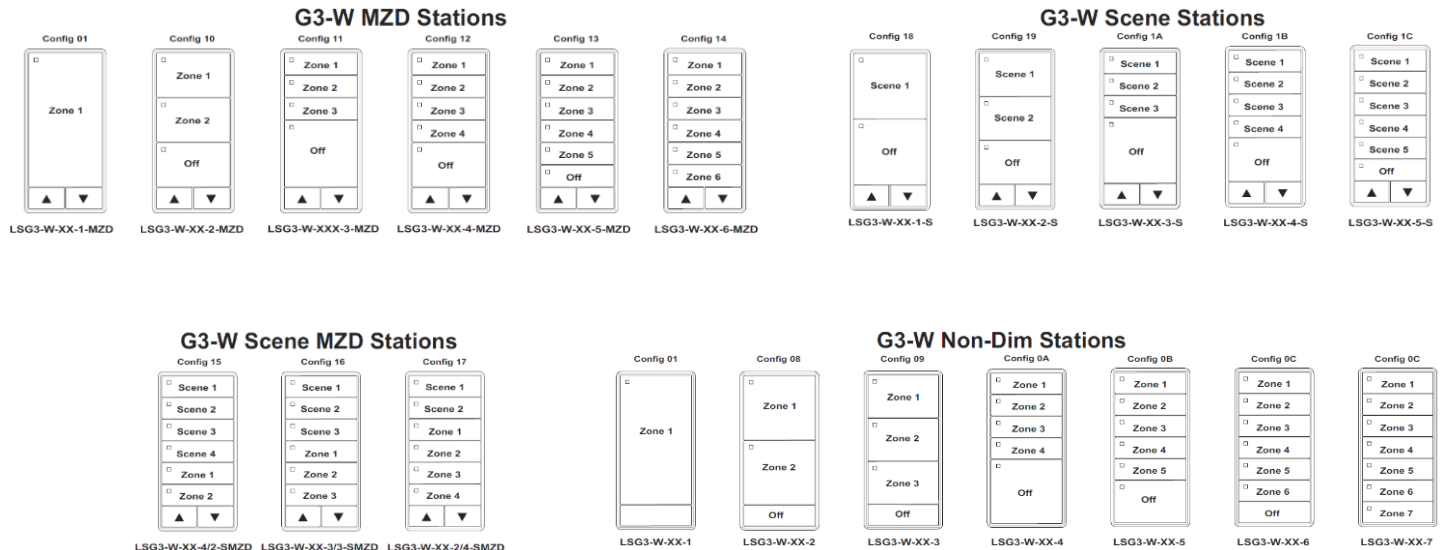 G3-W MZD Stations
Config 01
Zone 1
▲ ▼
LSG3-W-XX-1-MZD
Config 10
Zone 1
Zone 2
Off
▲ ▼
LSG3-W-XX-2-MZD
Config 11
Zone 1
Zone 2
Zone 3
Off
▲ ▼
LSG3-W-XXX-3-MZD
Config 12
Zone 1
Zone 2
Zone 3
Zone 4
Off
▲ ▼
LSG3-W-XX-4-MZD
Config 13
Zone 1
Zone 2
Zone 3
Zone 4
Zone 5
Off
▲ ▼
LSG3-W-XX-5-MZD
Config 14
Zone 1
Zone 2
Zone 3
Zone 4
Zone 5
Zone 6
▲ ▼
LSG3-W-XX-6-MZD
G3-W Scene Stations
Config 18
Scene 1
Off
▲ ▼
LSG3-W-XX-1-S
Config 19
Scene 1
Scene 2
Off
▲ ▼
LSG3-W-XX-2-S
Config 1A
Scene 1
Scene 2
Scene 3
Off
▲ ▼
LSG3-W-XX-3-S
Config 1B
Scene 1
Scene 2
Scene 3
Scene 4
Off
▲ ▼
LSG3-W-XX-4-S
Config 1C
Scene 1
Scene 2
Scene 3
Scene 4
Scene 5
Off
▲ ▼
LSG3-W-XX-5-S
G3-W Scene MZD Stations
Config 15
Scene 1
Scene 2
Scene 3
Scene 4
Zone 1
Zone 2
▲ ▼
LSG3-W-XX-4/2-SMZD
Config 16
Scene 1
Scene 2
Scene 3
Zone 1
Zone 2
Zone 3
▲ ▼
LSG3-W-XX-3/3-SMZD
Config 17
Scene 1
Scene 2
Zone 1
Zone 2
Zone 3
Zone 4
▲ ▼
LSG3-W-XX-2/4-SMZD
G3-W Non-Dim Stations
Config 01
Zone 1
LSG3-W-XX-1
Config 08
Zone 1
Zone 2
Off
LSG3-W-XX-2
Config 09
Zone 1
Zone 2
Zone 3
Off
LSG3-W-XX-3
Config 0A
Zone 1
Zone 2
Zone 3
Zone 4
Off
LSG3-W-XX-4
Config 0B
Zone 1
Zone 2
Zone 3
Zone 4
Zone 5
Off
LSG3-W-XX-5
Config 0C
Zone 1
Zone 2
Zone 3
Zone 4
Zone 5
Zone 6
Off
LSG3-W-XX-6
Config 0C
Zone 1
Zone 2
Zone 3
Zone 4
Zone 5
Zone 6
Zone 7
LSG3-W-XX-7